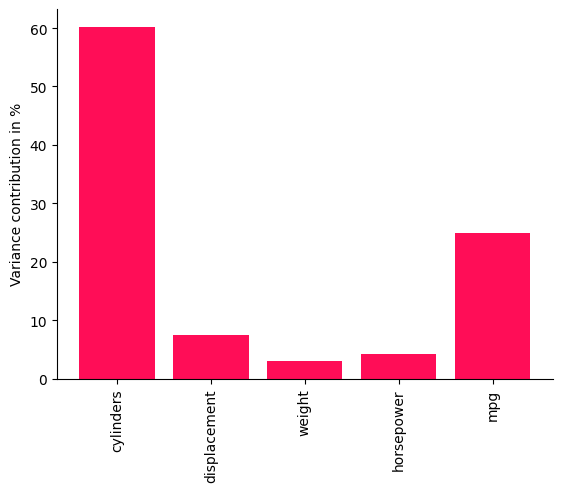 Variance contribution in %
60
50
40
30
20
10
0
cylinders
displacement
weight
horsepower
mpg